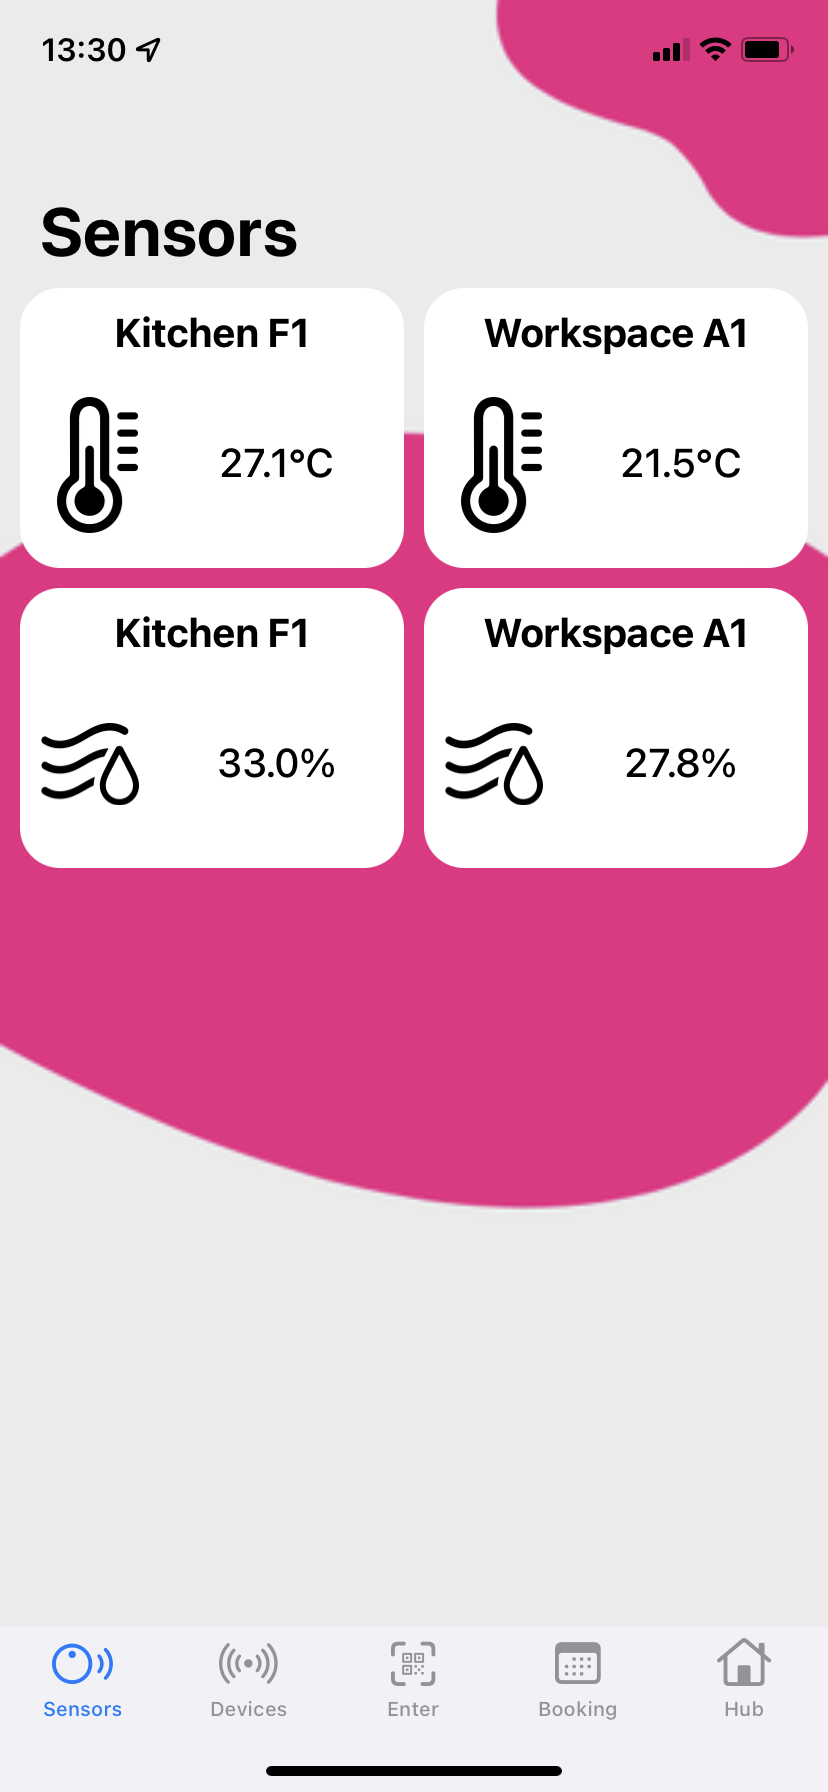 13:30
Sensors
Kitchen F1
27.1°C
Workspace A1
21.5°C
Kitchen F1
33.0%
Workspace A1
27.8%
Sensors
Devices
Enter
Booking
Hub